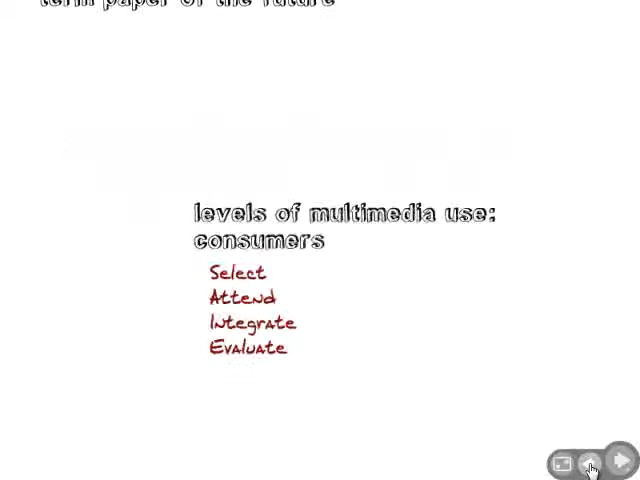 term paper of the future
levels of multimedia use:
consumers
Select
Attend
Integrate
Evaluate